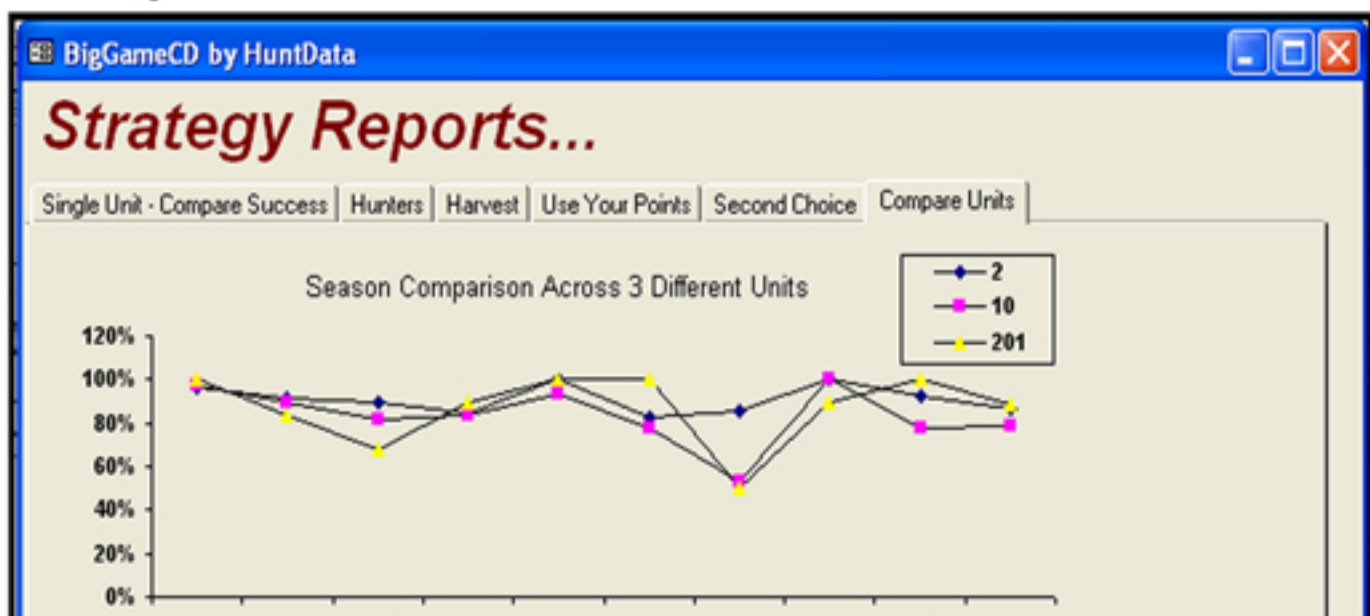 BigGameCD by HuntData
Strategy Reports...
Single Unit - Compare Success Hunters Harvest Use Your Points Second Choice Compare Units
Season Comparison Across 3 Different Units
2
10
201
120%
100%
80%
60%
40%
20%
0%